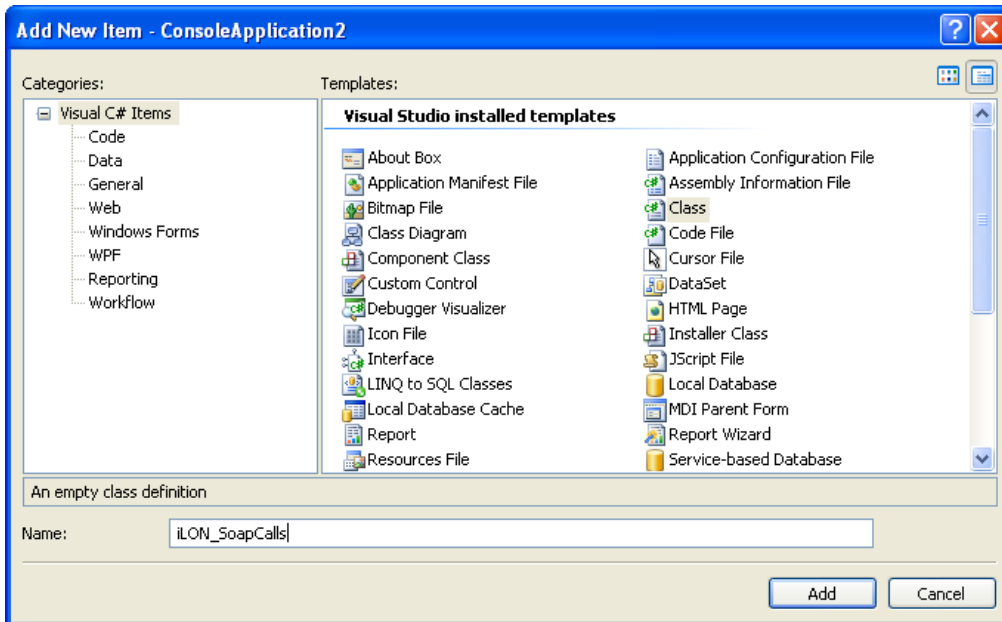 Add New Item - ConsoleApplication2
Categories:
Templates:
Visual C# Items
Code
Data
General
Web
Windows Forms
WPF
Reporting
Workflow
Visual Studio installed templates
About Box
Application Configuration File
Application Manifest File
Assembly Information File
Bitmap File
Class
Class Diagram
Code File
Component Class
Cursor File
Custom Control
DataSet
Debugger Visualizer
HTML Page
Icon File
Installer Class
Interface
JScript File
LINQ to SQL Classes
Local Database
Local Database Cache
MDI Parent Form
Report
Report Wizard
Resources File
Service-based Database
An empty class definition
Name:
iLON_SoapCalls
Add
Cancel